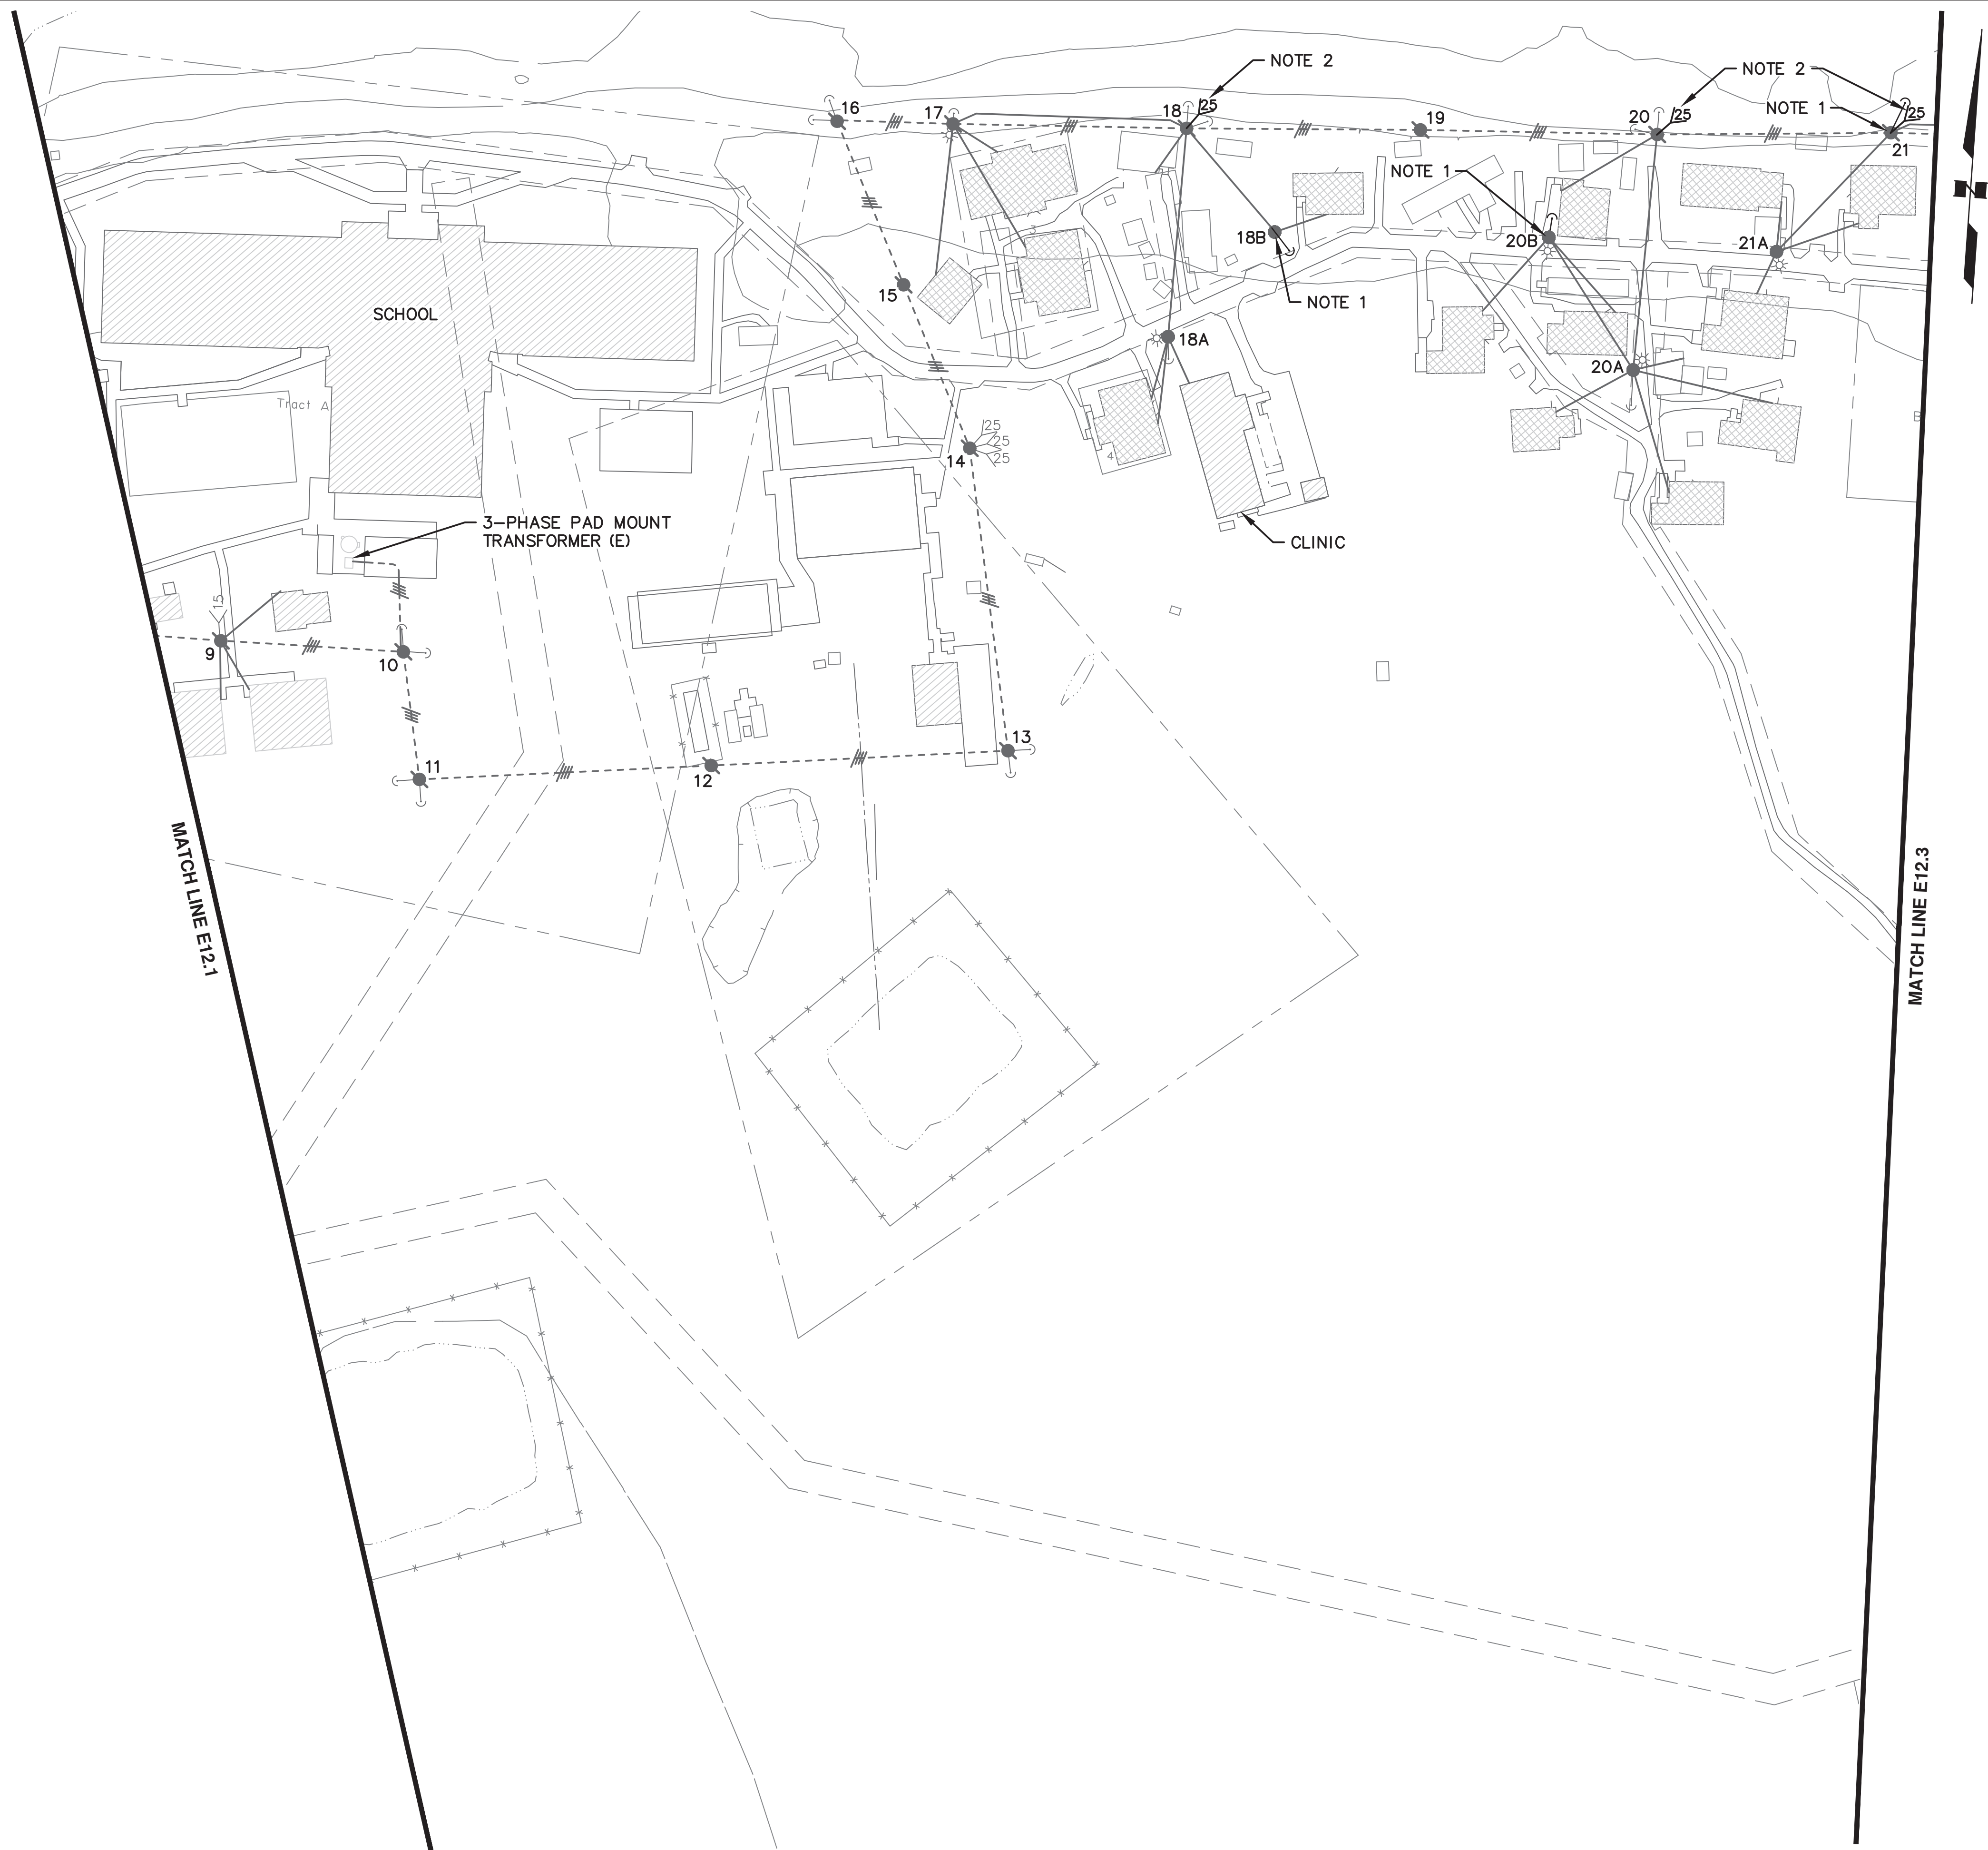 NOTE 2
NOTE 2
NOTE 1
16
17
18
25
19
20
25
25
21
NOTE 1
3
18B
20B
21A
15
NOTE 1
SCHOOL
18A
20A
Tract A
25
25
25
14
4
3-PHASE PAD MOUNT
TRANSFORMER (E)
CLINIC
15
9
10
13
11
12
MATCH LINE E12.1
MATCH LINE E12.3